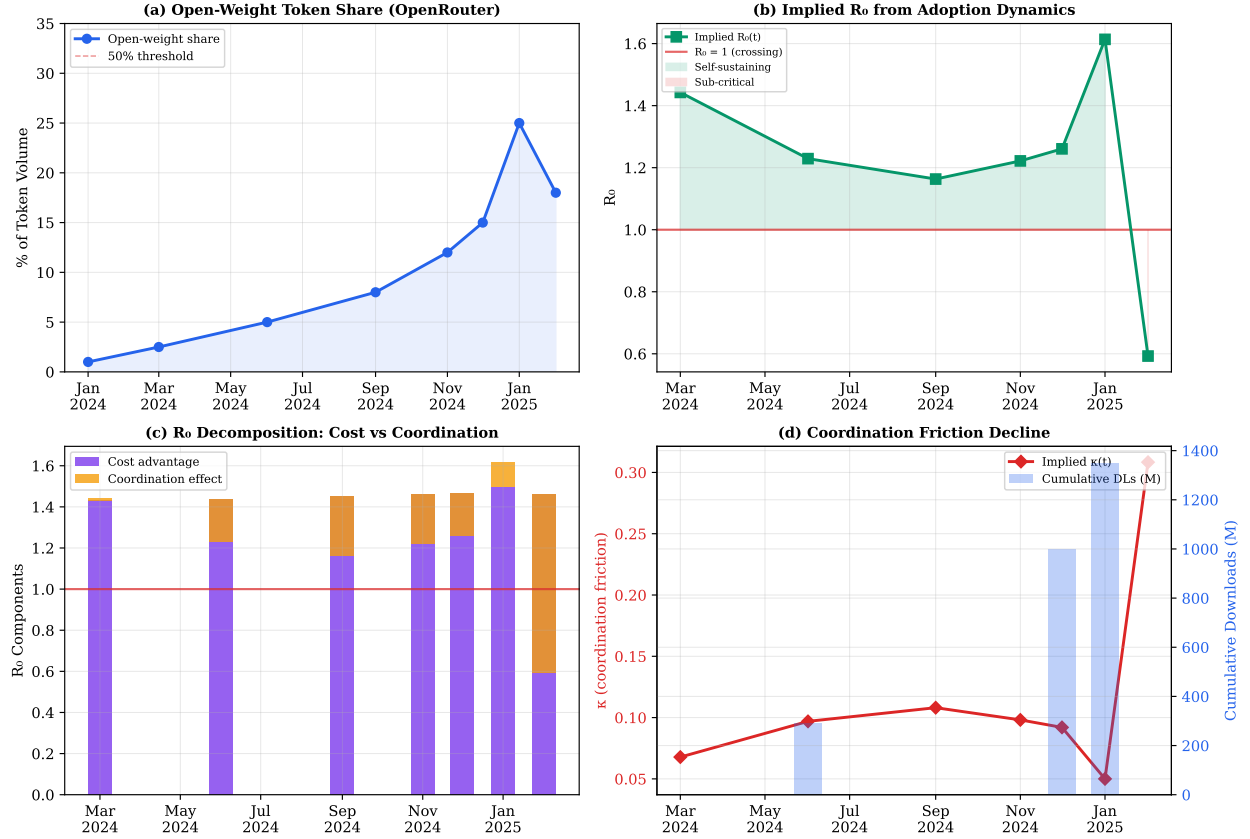 (a) Open-Weight Token Share (OpenRouter)
35
30
25
20
15
10
5
0
% of Token Volume
Open-weight share
50% threshold
Jan
2024
Mar
2024
May
2024
Jul
2024
Sep
2024
Nov
2024
Jan
2025
(b) Implied R₀ from Adoption Dynamics
1.6
1.4
1.2
1.0
0.8
0.6
R₀
Implied R₀(t)
R₀ = 1 (crossing)
Self-sustaining
Sub-critical
Mar
2024
May
2024
Jul
2024
Sep
2024
Nov
2024
Jan
2025
(c) R₀ Decomposition: Cost vs Coordination
1.6
1.4
1.2
1.0
0.8
0.6
0.4
0.2
0.0
R₀ Components
Cost advantage
Coordination effect
Mar
2024
May
2024
Jul
2024
Sep
2024
Nov
2024
Jan
2025
(d) Coordination Friction Decline
0.30
0.25
0.20
0.15
0.10
0.05
κ (coordination friction)
Implied κ(t)
Cumulative DLs (M)
1400
1200
1000
800
600
400
200
0
Cumulative Downloads (M)
Mar
2024
May
2024
Jul
2024
Sep
2024
Nov
2024
Jan
2025